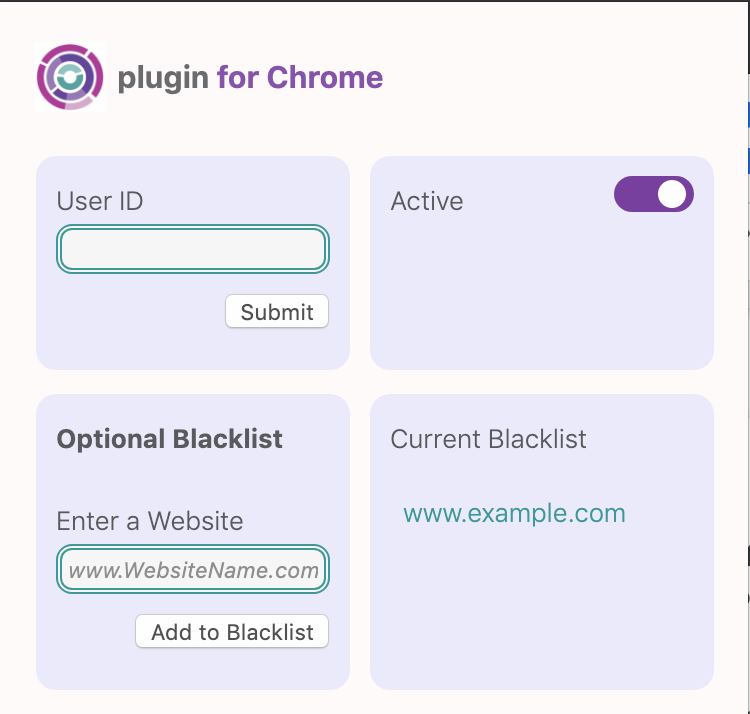 plugin for Chrome
User ID
Submit
Active
Optional Blacklist
Enter a Website
www.WebsiteName.com
Add to Blacklist
Current Blacklist
www.example.com